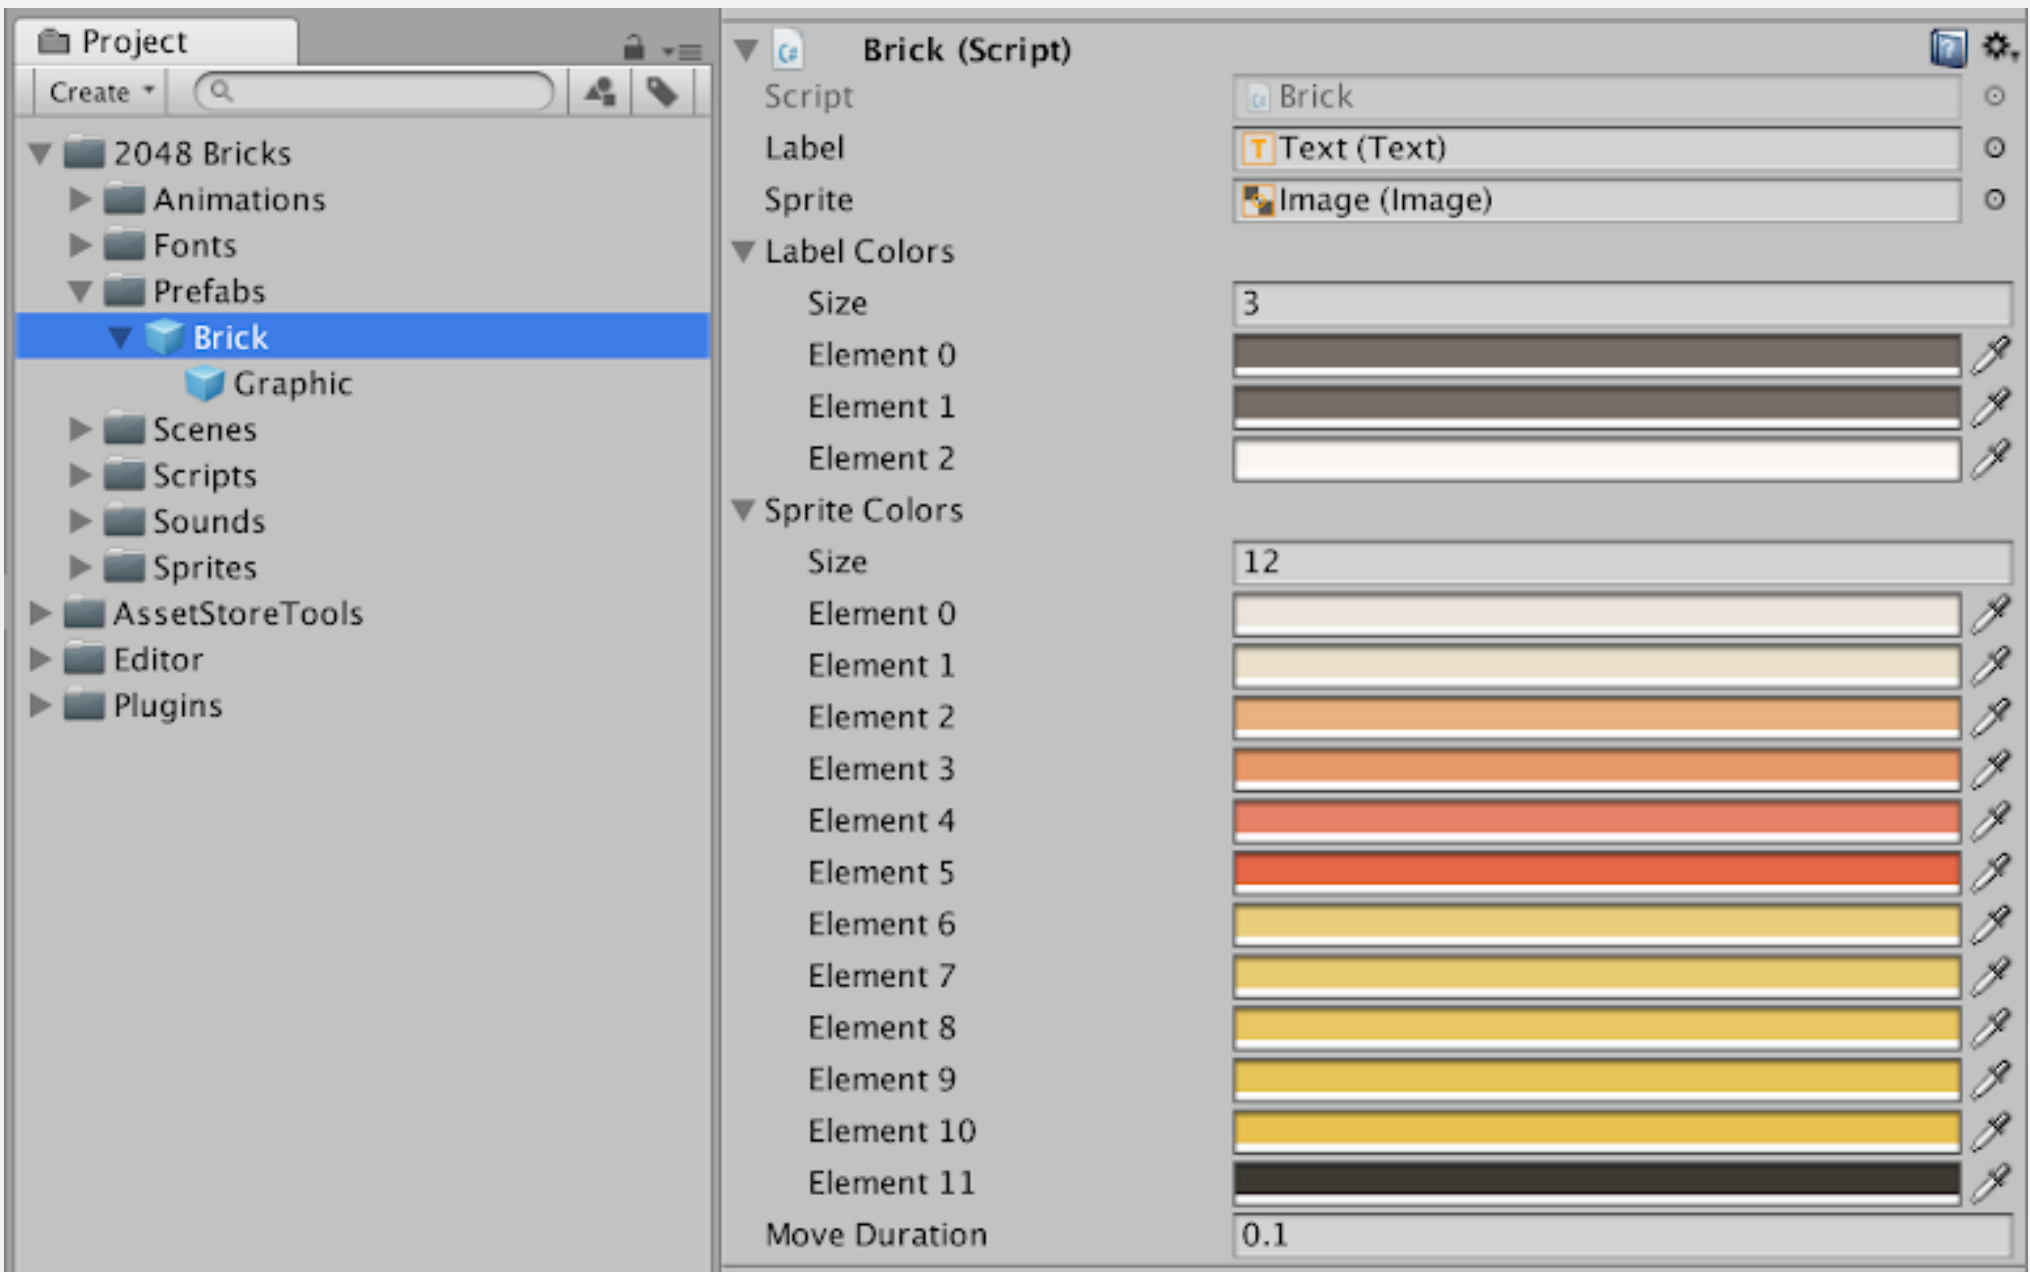 Project
Create
2048 Bricks
Animations
Fonts
Prefabs
Brick
Graphic
Scenes
Scripts
Sounds
Sprites
AssetStoreTools
Editor
Plugins
C# Brick (Script)
Script C# Brick
Label T Text (Text)
Sprite Image (Image)
Label Colors
Size 3
Element 0
Element 1
Element 2
Sprite Colors
Size 12
Element 0
Element 1
Element 2
Element 3
Element 4
Element 5
Element 6
Element 7
Element 8
Element 9
Element 10
Element 11
Move Duration 0.1